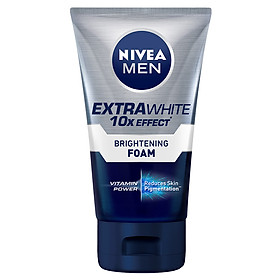 NIVEA
MEN
EXTRAWHITE
10x EFFECT*
BRIGHTENING
FOAM
VITAMIN
POWER
Reduces Skin
Pigmentation*